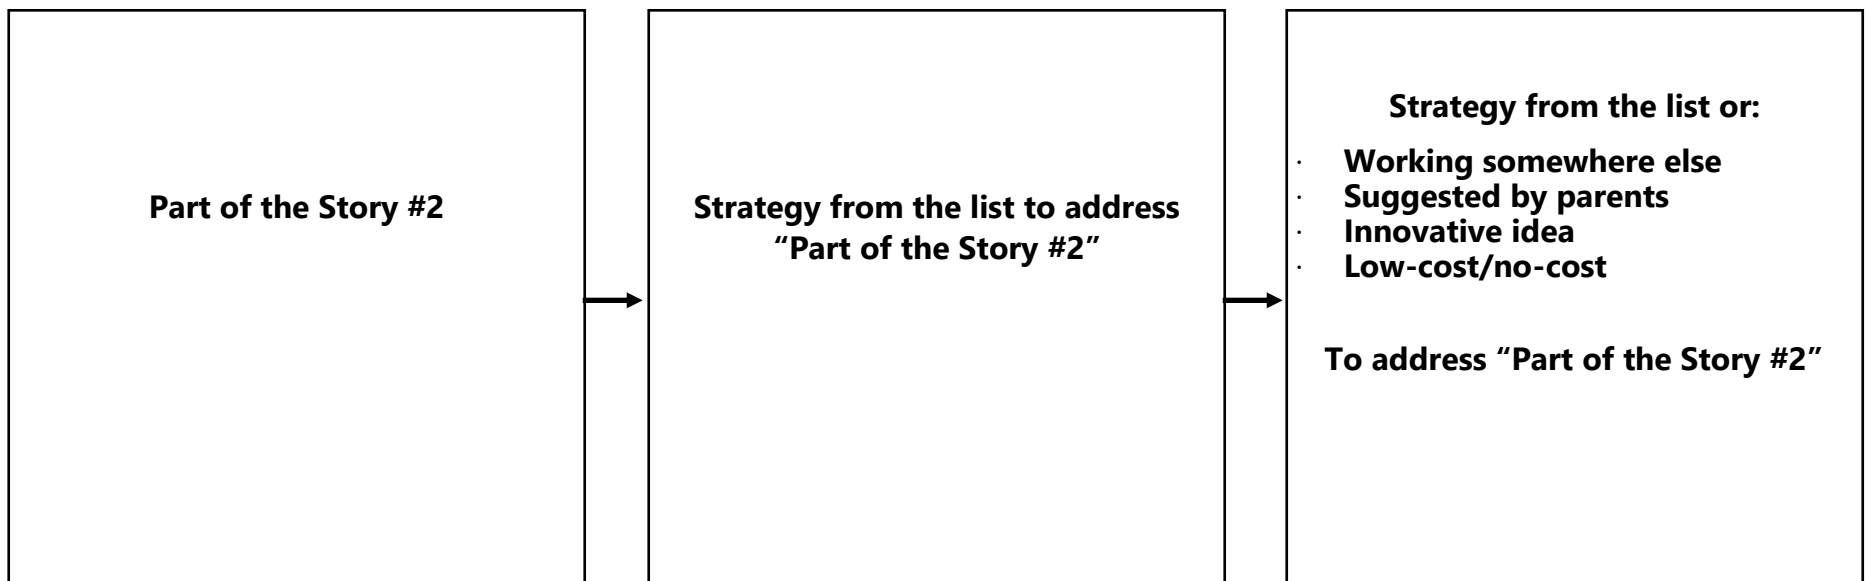 Part of the Story #2
Strategy from the list to address
“Part of the Story #2”
Strategy from the list or:
· Working somewhere else
· Suggested by parents
· Innovative idea
· Low-cost/no-cost
To address “Part of the Story #2”